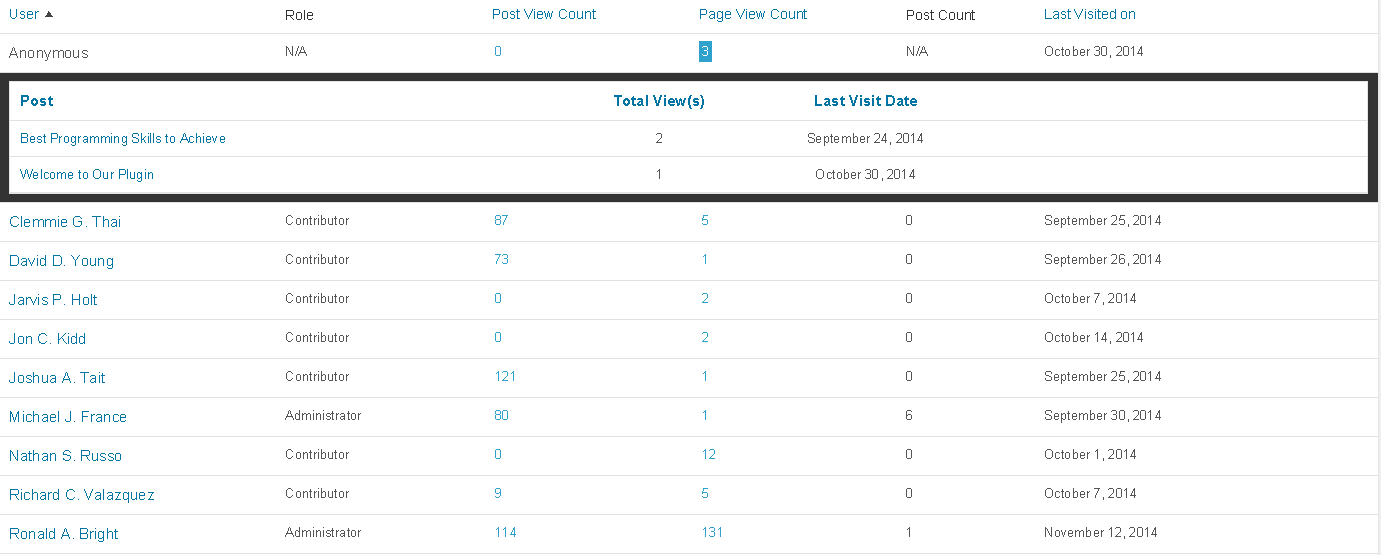 User ▲ Role Post View Count Page View Count Post Count Last Visited on
Anonymous N/A 0 3 N/A October 30, 2014
Post Total View(s) Last Visit Date
Best Programming Skills to Achieve 2 September 24, 2014
Welcome to Our Plugin 1 October 30, 2014
Clemmie G. Thai Contributor 87 5 0 September 25, 2014
David D. Young Contributor 73 1 0 September 26, 2014
Jarvis P. Holt Contributor 0 2 0 October 7, 2014
Jon C. Kidd Contributor 0 2 0 October 14, 2014
Joshua A. Tait Contributor 121 1 0 September 25, 2014
Michael J. France Administrator 80 1 6 September 30, 2014
Nathan S. Russo Contributor 0 12 0 October 1, 2014
Richard C. Valazquez Contributor 9 5 0 October 7, 2014
Ronald A. Bright Administrator 114 131 1 November 12, 2014